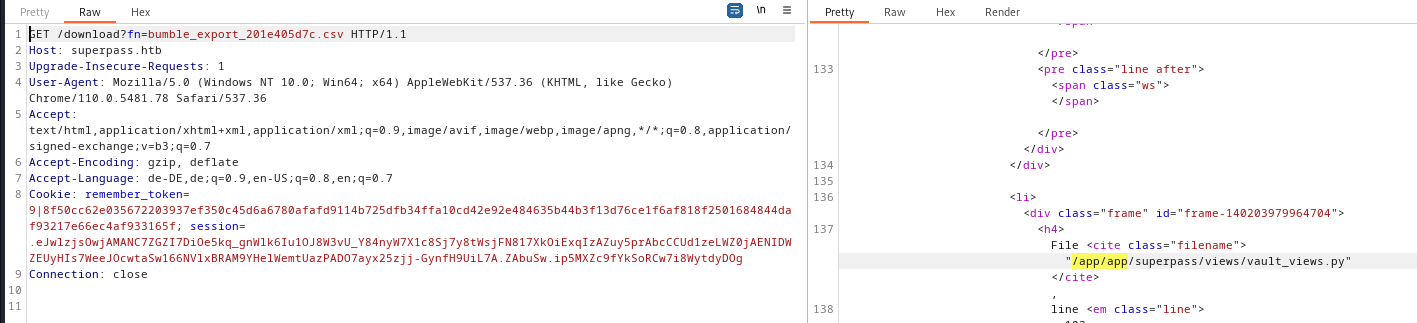 Pretty Raw Hex
\n
1 GET /download?fn=bumble_export_201e405d7c.csv HTTP/1.1
2 Host: superpass.htb
3 Upgrade-Insecure-Requests: 1
4 User-Agent: Mozilla/5.0 (Windows NT 10.0; Win64; x64) AppleWebKit/537.36 (KHTML, like Gecko)
Chrome/110.0.5481.78 Safari/537.36
5 Accept:
text/html,application/xhtml+xml,application/xml;q=0.9,image/avif,image/webp,image/apng,*/*;q=0.8,application/
signed-exchange;v=b3;q=0.7
6 Accept-Encoding: gzip, deflate
7 Accept-Language: de-DE,de;q=0.9,en-US;q=0.8,en;q=0.7
8 Cookie: remember_token=
9|8f50cc62e035672203937ef350c45d6a6780afafd9114b725dfb34ffa10cd42e92e484635b44b3f13d76ce1f6af818f2501684844da
f93217e66ec4af933165f; session=
.eJwlzjsOwjAMANC7ZGZI7DiOe5kq_gnWlk6Iu1OJ8W3vU_Y84nyW7X1c8Sj7y8tWsjFN817XkOiExqIzAZuy5prAbcCCUd1zeLWZ0jAENIDW
ZEUyHIs7WeeJOcwtaSw166NVlxBRAM9YHelWemtUazPADO7ayx25zjj-GynfH9UiL7A.ZAbuSw.ip5MXZc9fYkSoRCw7i8WytdyDOg
9 Connection: close
10
11
Pretty Raw Hex Render
</pre>
133 <pre class="line after">
<span class="ws">
</span>
</pre>
</div>
134 </div>
135
136 <li>
<div class="frame" id="frame-140203979964704">
137 <h4>
File <cite class="filename">
"/app/app/superpass/views/vault_views.py"
</cite>
,
138 line <em class="line">